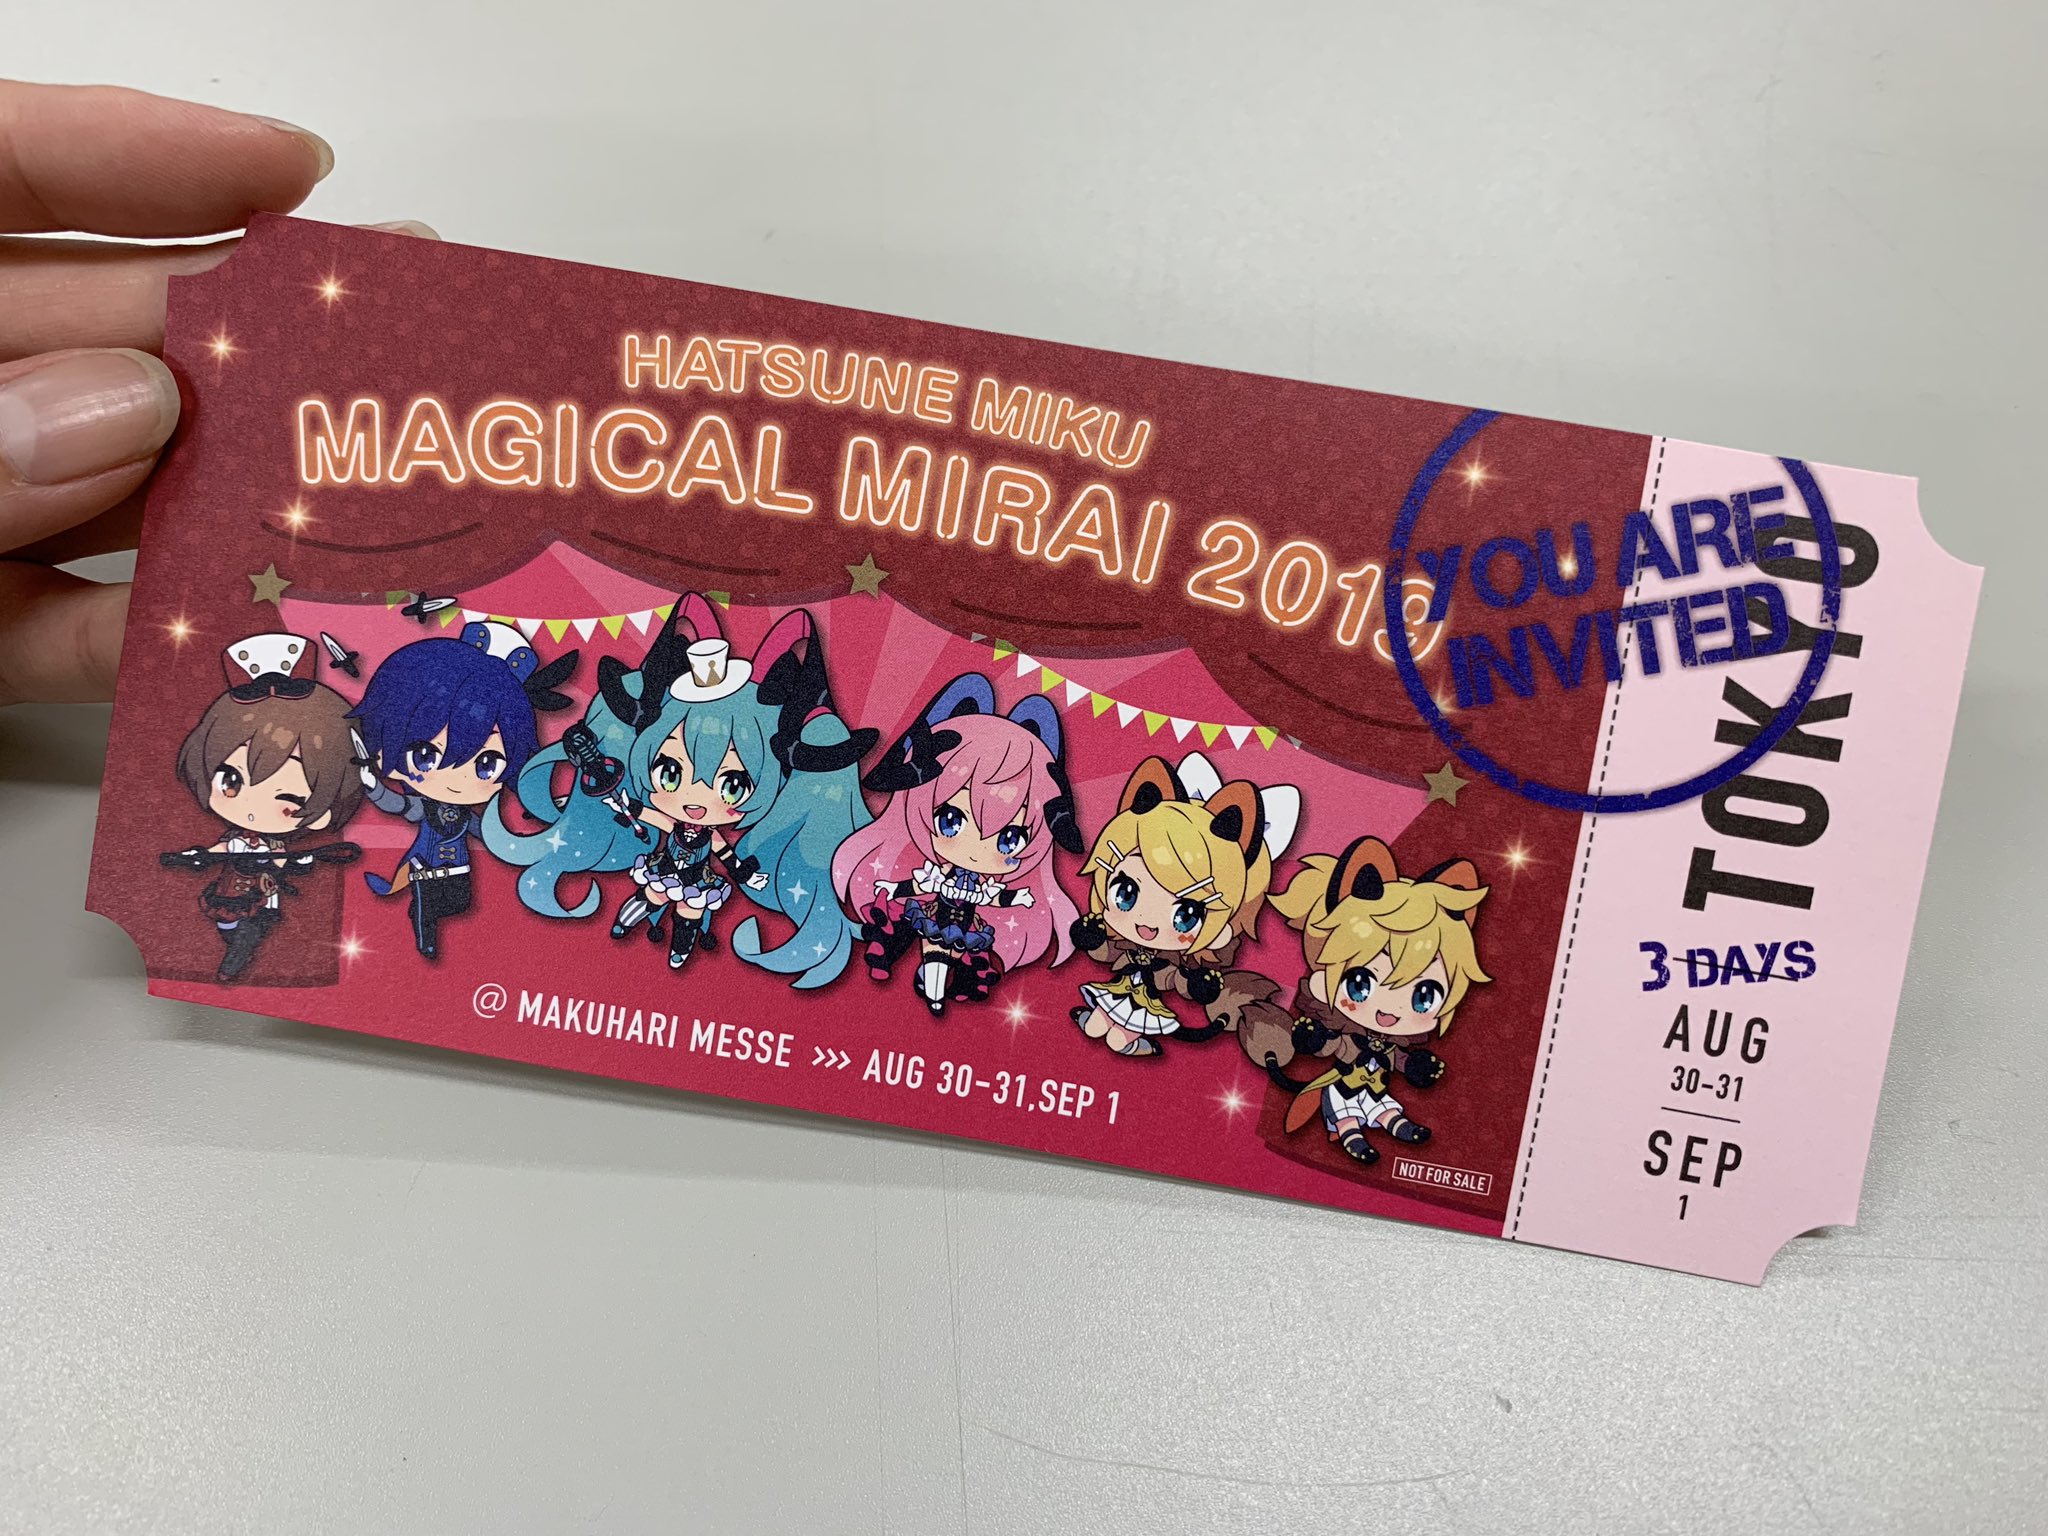 HATSUNE MIKU
MAGICAL MIRAI 2019
@ MAKUHARI MESSE >>> AUG 30-31, SEP 1
NOT FOR SALE
YOU ARE
INVITED
TOKYO
3 DAYS
AUG
30-31
SEP
1